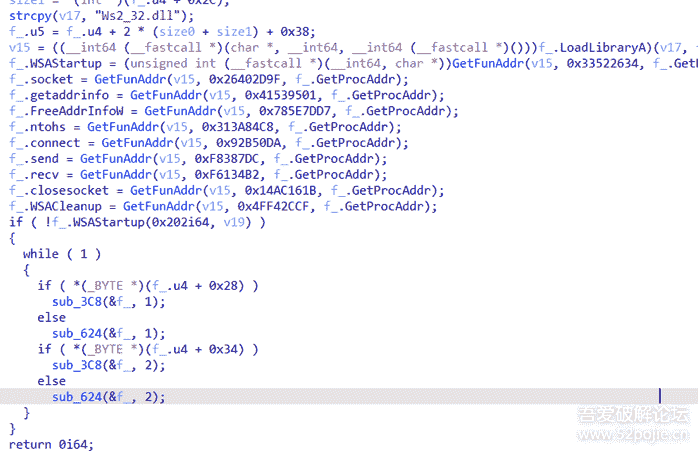 size1 = *(int *)(f_.u4 + 0x2C);
strcpy(v17, "Ws2_32.dll");
f_.u5 = f_.u4 + 2 * (size0 + size1) + 0x38;
v15 = ((__int64 (__fastcall *)(char *, __int64, __int64 (__fastcall *)()))f_.LoadLibraryA)(v17,
f_.WSAStartup = (unsigned int (__fastcall *)(__int64, char *))GetFunAddr(v15, 0x33522634, f_.Get
f_.socket = GetFunAddr(v15, 0x26402D9F, f_.GetProcAddr);
f_.getaddrinfo = GetFunAddr(v15, 0x41539501, f_.GetProcAddr);
f_.FreeAddrInfoW = GetFunAddr(v15, 0x785E7DD7, f_.GetProcAddr);
f_.ntohs = GetFunAddr(v15, 0x313A84C8, f_.GetProcAddr);
f_.connect = GetFunAddr(v15, 0x92B50DA, f_.GetProcAddr);
f_.send = GetFunAddr(v15, 0xF8387DC, f_.GetProcAddr);
f_.recv = GetFunAddr(v15, 0xF6134B2, f_.GetProcAddr);
f_.closesocket = GetFunAddr(v15, 0x14AC161B, f_.GetProcAddr);
f_.WSACleanup = GetFunAddr(v15, 0x4FF42CCF, f_.GetProcAddr);
if ( !f_.WSAStartup(0x202i64, v19) )
{
while ( 1 )
{
if ( *(_BYTE *)(f_.u4 + 0x28) )
sub_3C8(&f_, 1);
else
sub_624(&f_, 1);
if ( *(_BYTE *)(f_.u4 + 0x34) )
sub_3C8(&f_, 2);
else
sub_624(&f_, 2);
}
}
return 0i64;
吾爱破解论坛
www.52pojie.cn